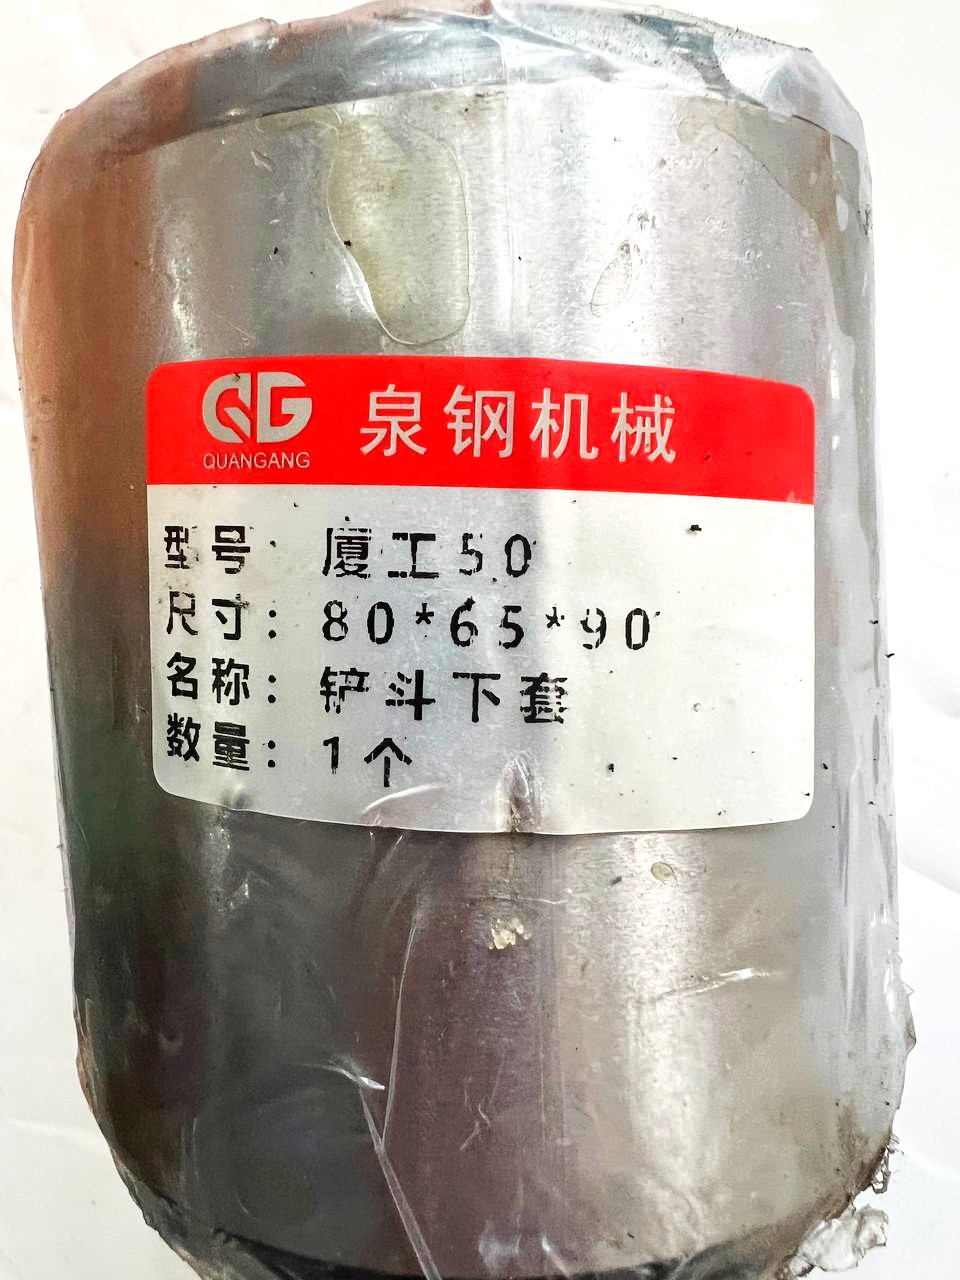 QG 泉钢机械
QUANGANG
型号: 厦工50
尺寸: 80*65*90
名称: 铲斗下套
数量: 1个